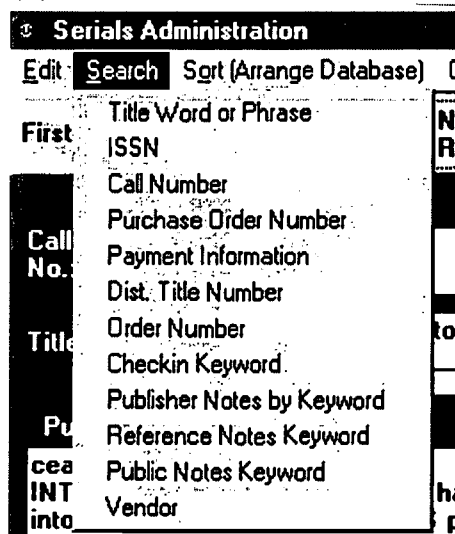 Serials Administration
Edit Search Sort (Arrange Database)
First
Title Word or Phrase
ISSN
Call Number
Purchase Order Number
Payment Information
Dist. Title Number
Order Number
Checkin Keyword
Publisher Notes by Keyword
Reference Notes Keyword
Public Notes Keyword
Vendor
Call
No.:
Title
Pu
cea
INT
into